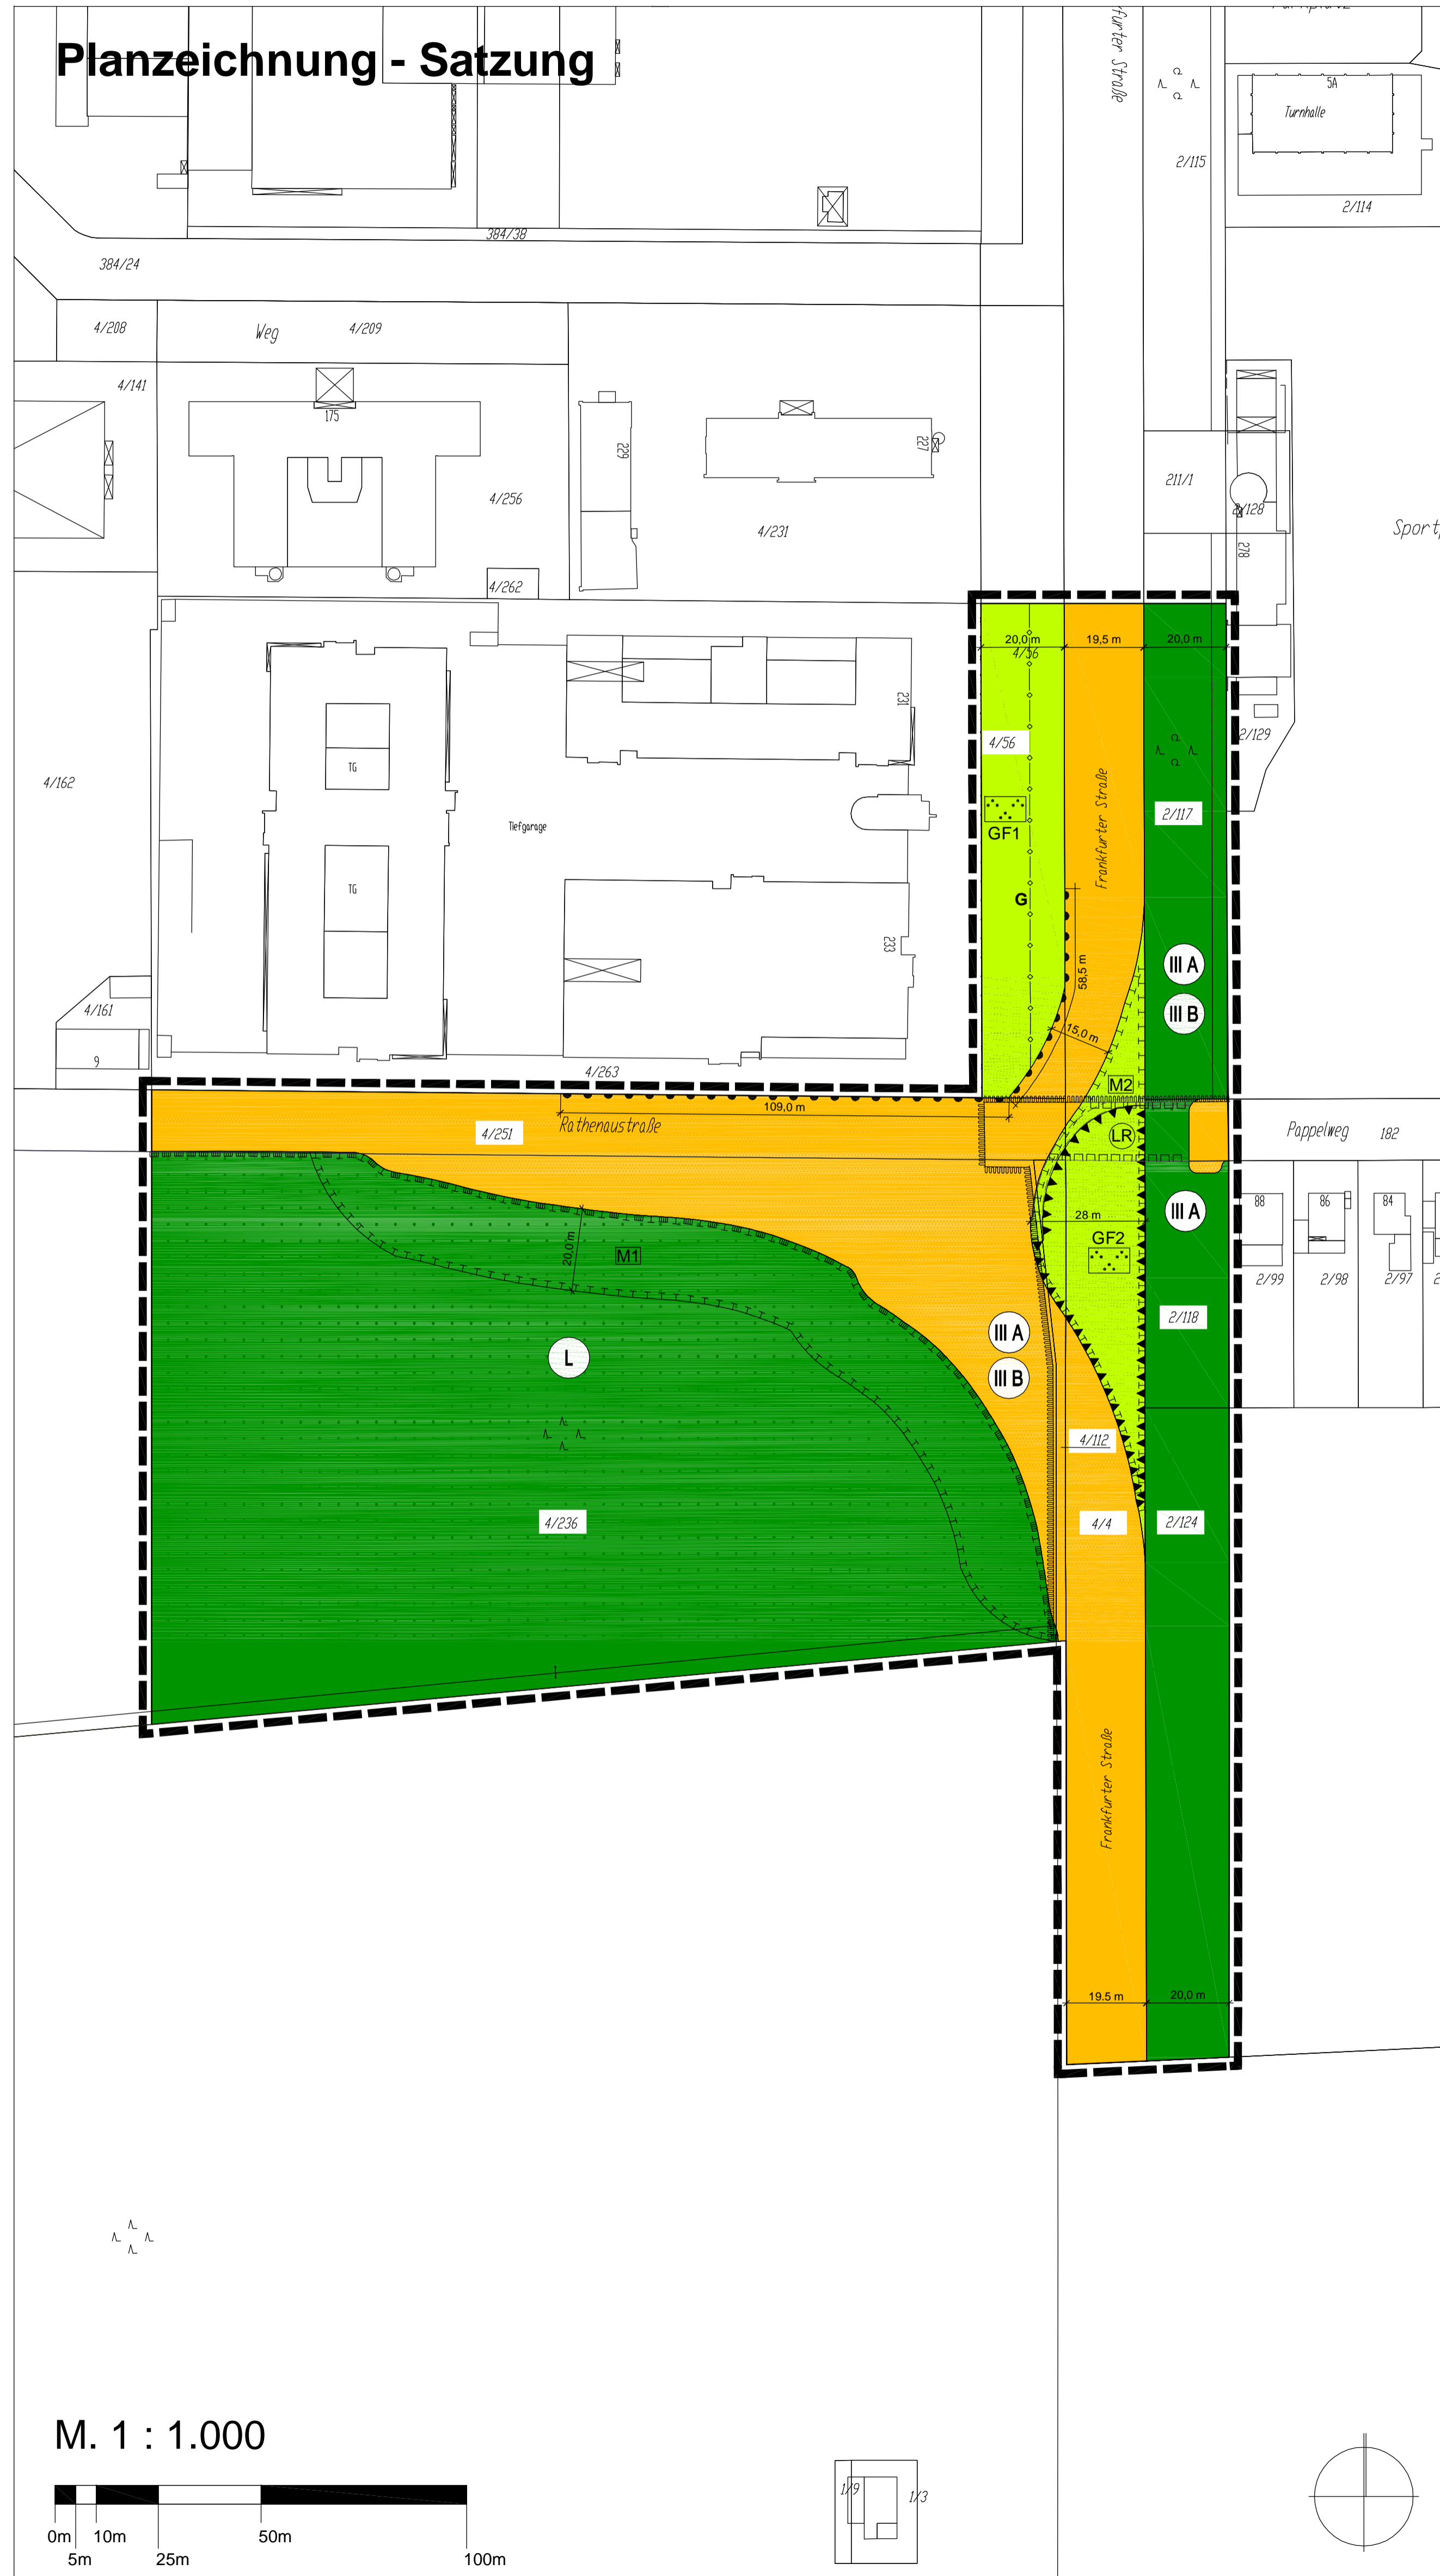 Planzeichnung - Satzung
furter Straße
5A
Turnhalle
2/115
2/114
384/38
384/24
4/208
Weg
4/209
4/141
175
229
227
4/256
4/231
211/1
2/128
278
4/262
20,0 m
19,5 m
20,0 m
4/56
231
4/56
2/129
4/162
TG
GF1
Frankfurter Straße
2/117
Tiefgarage
TG
G
233
58,5 m
III A
4/161
III B
15,0 m
9
4/263
M2
109,0 m
Rathenaustraße
4/251
LR
Pappelweg
182
88
86
84
III A
28 m
GF2
20,0 m
M1
2/99
2/98
2/97
2/118
III A
L
III B
4/112
4/236
4/4
2/124
Frankfurter Straße
19.5 m
20,0 m
M. 1 : 1.000
1/9
1/3
0m
10m
50m
5m
25m
100m